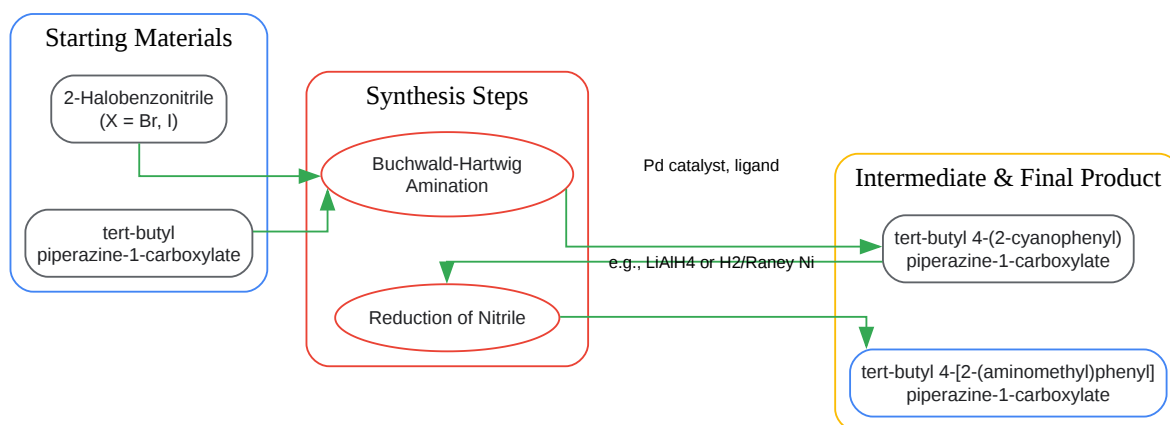 Starting Materials
2-Halobenzonitrile
(X = Br, I)
tert-butyl
piperazine-1-carboxylate
Synthesis Steps
Buchwald-Hartwig
Amination
Reduction of Nitrile
Pd catalyst, ligand
e.g., LiAlH4 or H2/Raney Ni
Intermediate & Final Product
tert-butyl 4-(2-cyanophenyl)
piperazine-1-carboxylate
tert-butyl 4-[2-(aminomethyl)phenyl]
piperazine-1-carboxylate